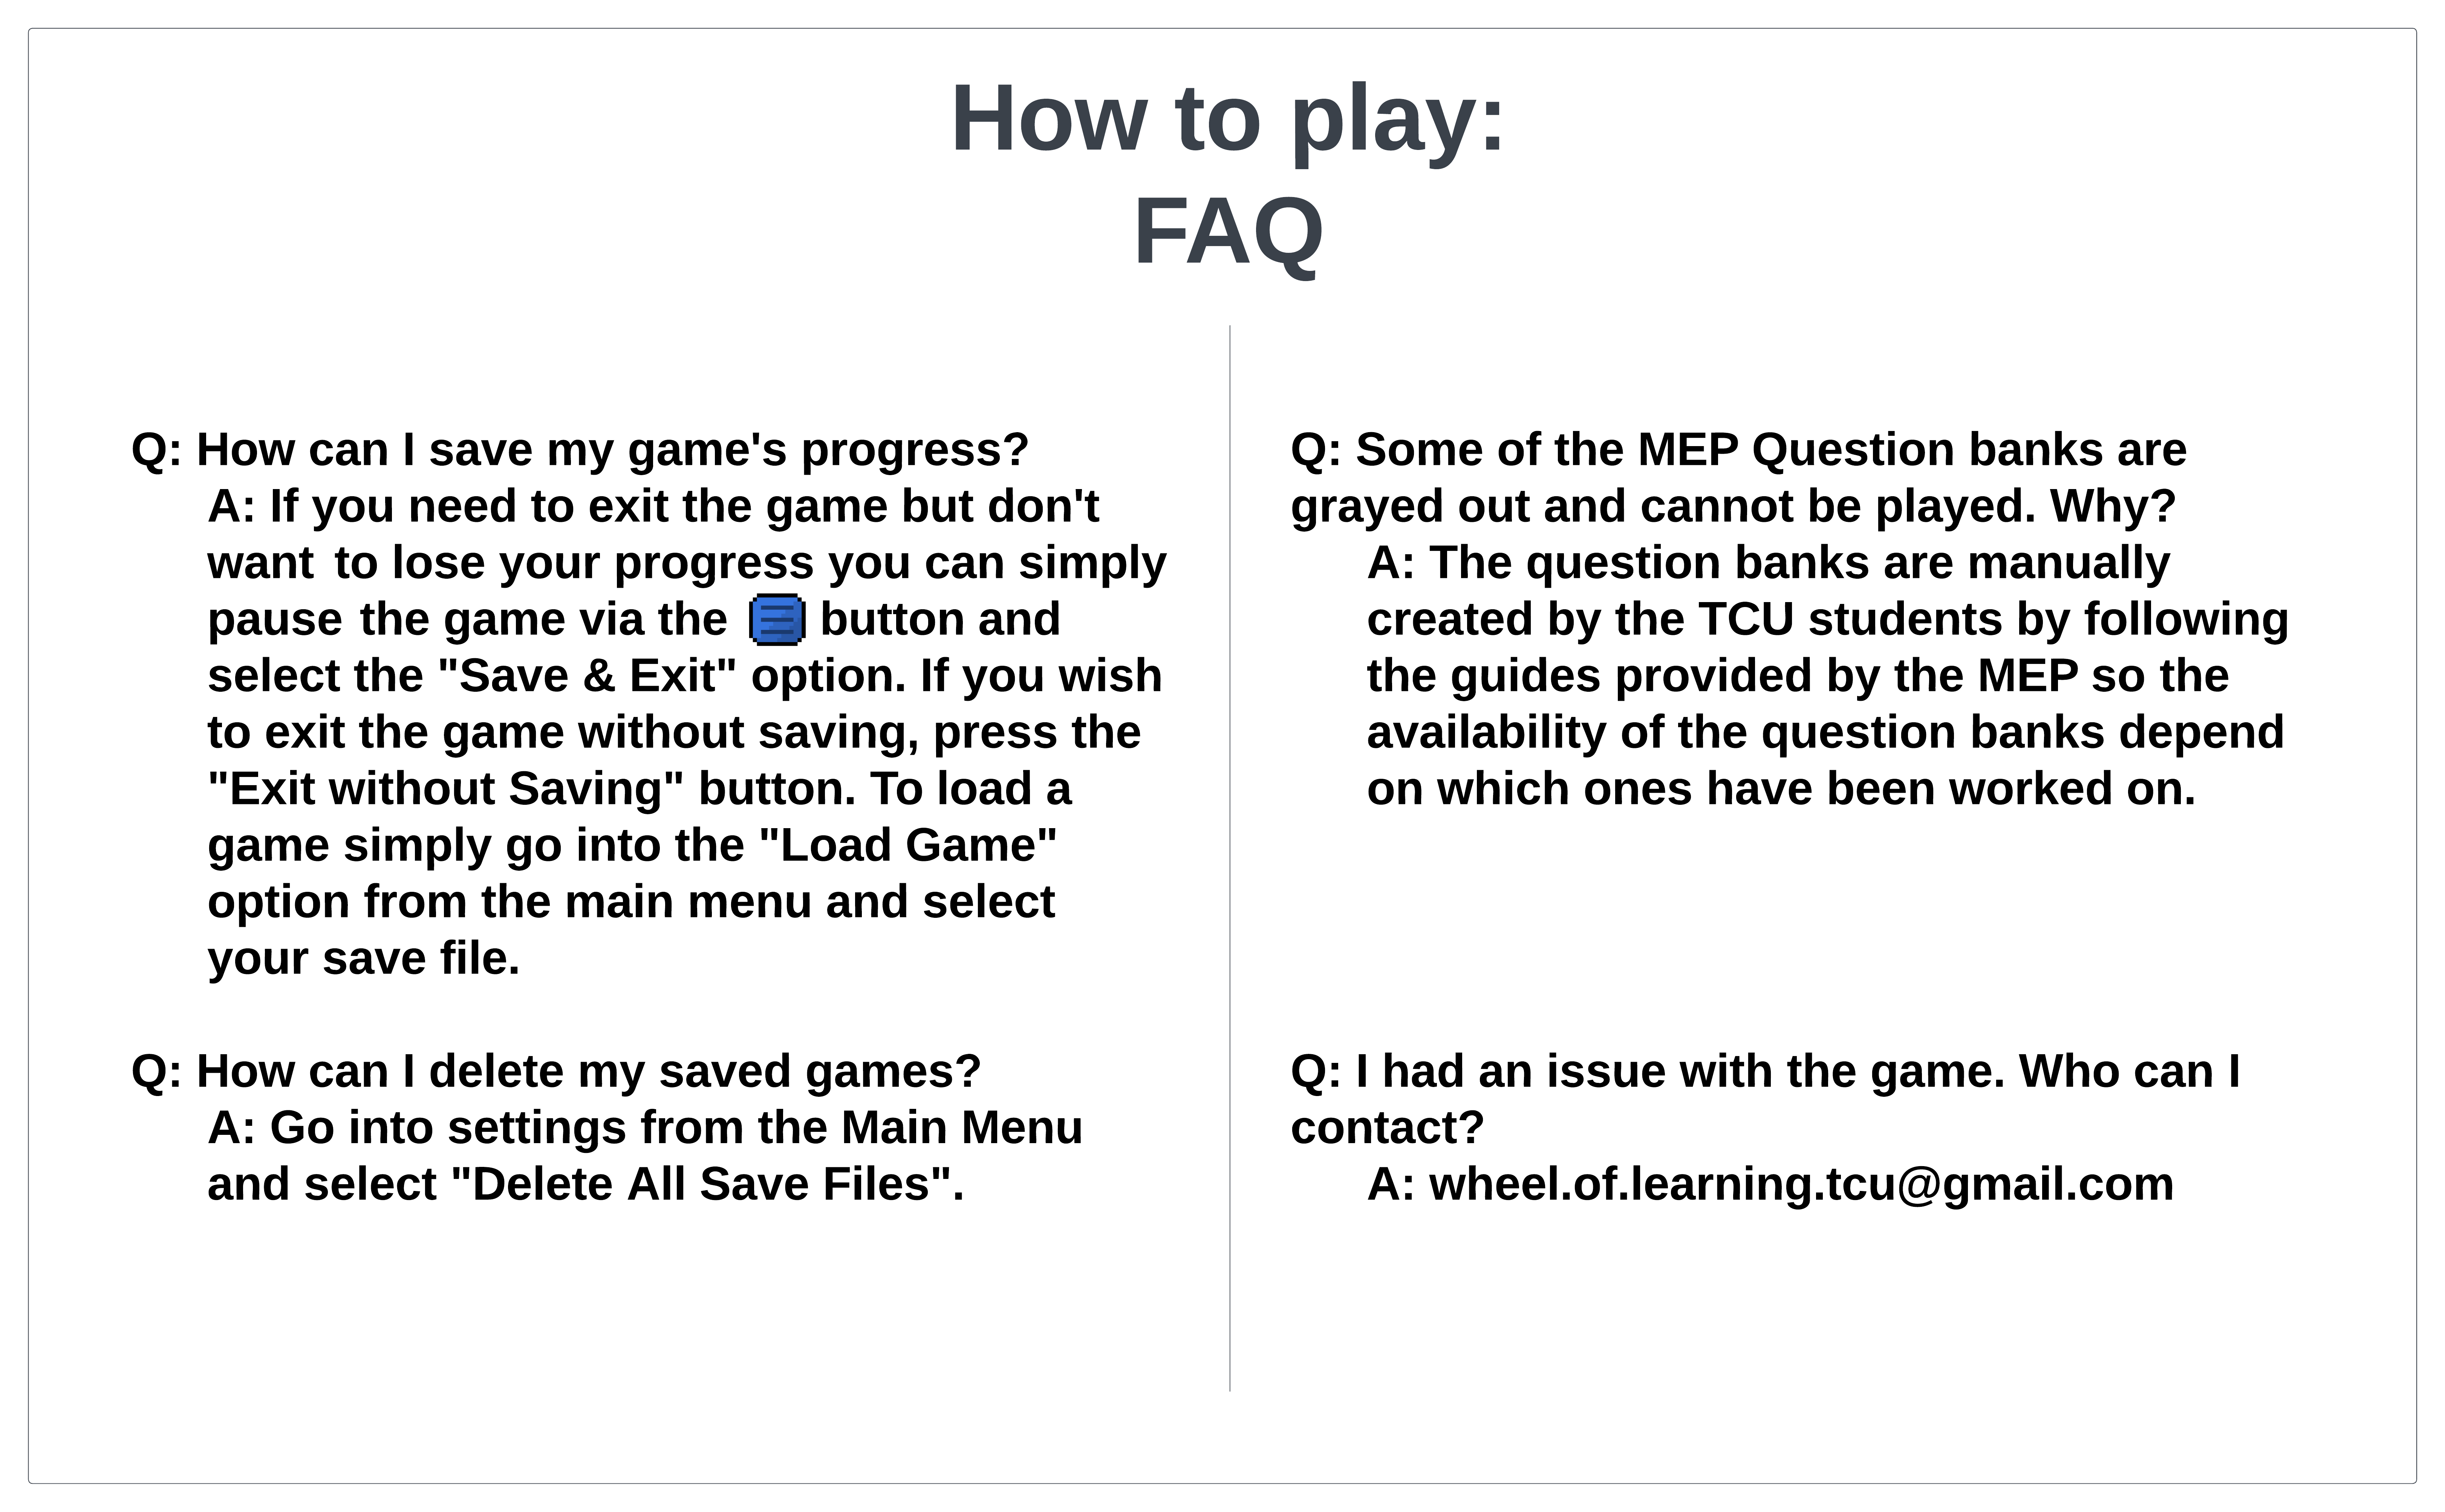 How to play:
FAQ
Q: How can I save my game's progress?
A: If you need to exit the game but don't
want to lose your progress you can simply
pause the game via the button and
select the "Save & Exit" option. If you wish
to exit the game without saving, press the
"Exit without Saving" button. To load a
game simply go into the "Load Game"
option from the main menu and select
your save file.
Q: How can I delete my saved games?
A: Go into settings from the Main Menu
and select "Delete All Save Files".
Q: Some of the MEP Question banks are
grayed out and cannot be played. Why?
A: The question banks are manually
created by the TCU students by following
the guides provided by the MEP so the
availability of the question banks depend
on which ones have been worked on.
Q: I had an issue with the game. Who can I
contact?
A: wheel.of.learning.tcu@gmail.com